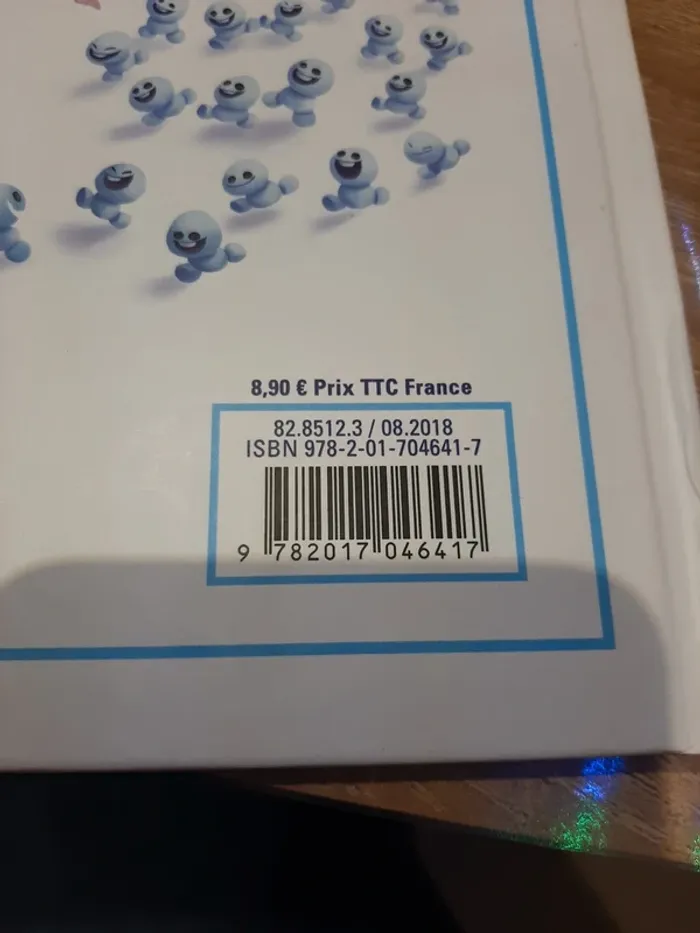 8,90 € Prix TTC France
82.8512.3 / 08.2018
ISBN 978-2-01-704641-7
9 782017 046417